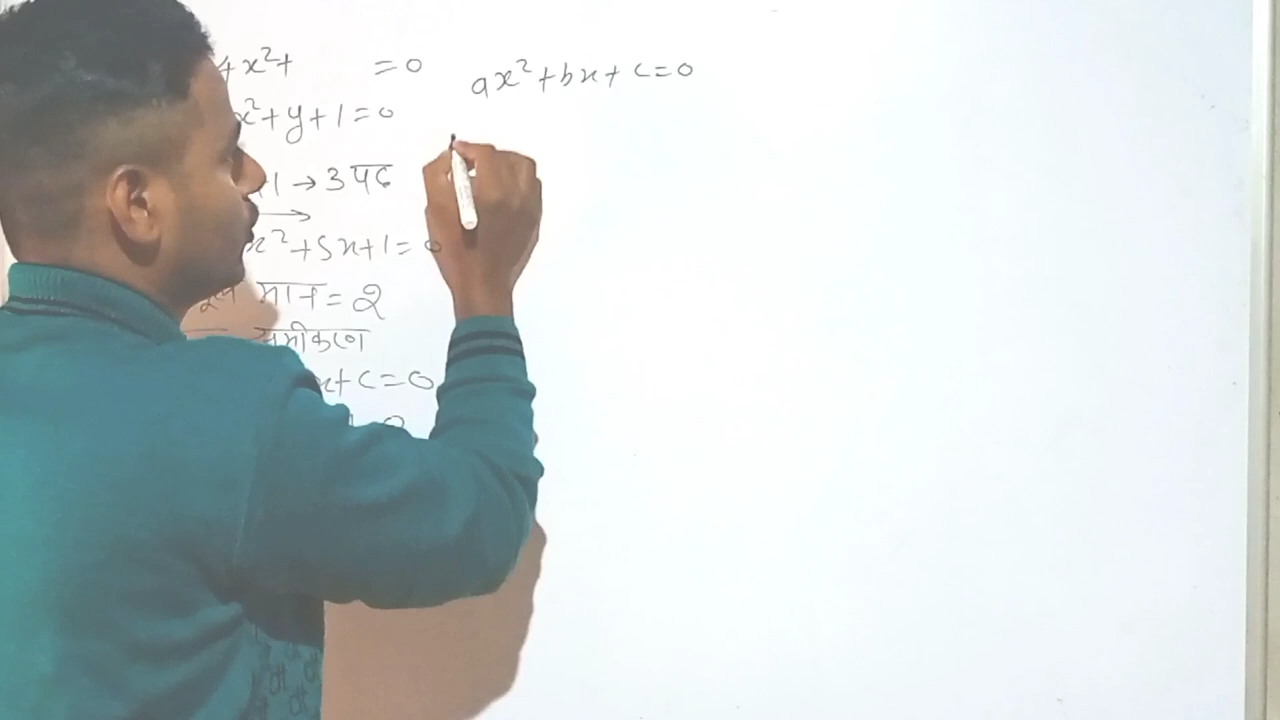 4x²+ =0
x²+y+1=0
+1→3 पद
x²+5x+1=0
मान=2
समीकरण
x+c=0
ax²+bx+c=0